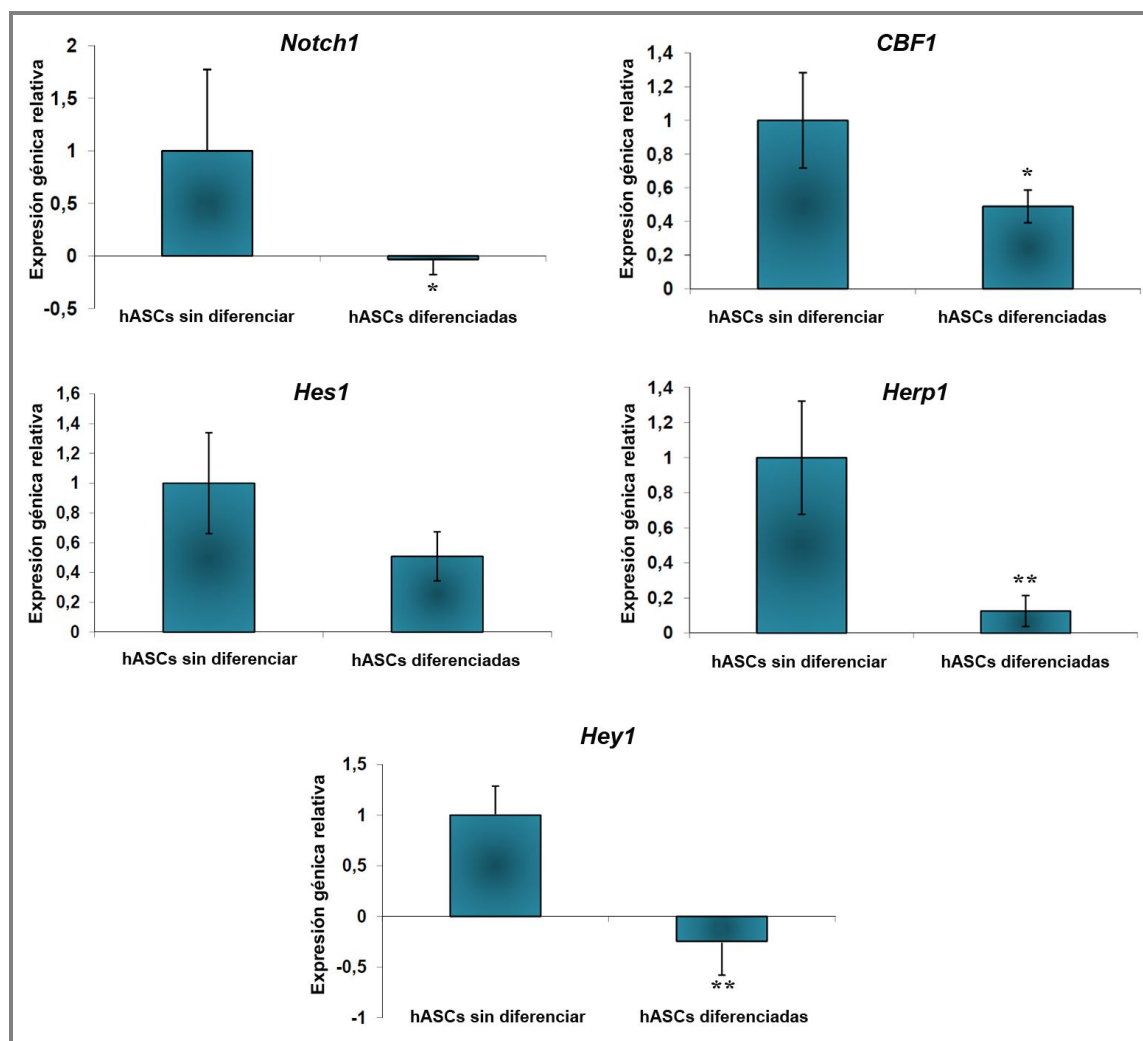 Notch1
Expresión génica relativa
2
1,5
1
0,5
0
-0,5
*
hASCs sin diferenciar
hASCs diferenciadas
CBF1
Expresión génica relativa
1,4
1,2
1
0,8
0,6
0,4
0,2
0
*
hASCs sin diferenciar
hASCs diferenciadas
Hes1
Expresión génica relativa
1,6
1,4
1,2
1
0,8
0,6
0,4
0,2
0
hASCs sin diferenciar
hASCs diferenciadas
Herp1
Expresión génica relativa
1,4
1,2
1
0,8
0,6
0,4
0,2
0
**
hASCs sin diferenciar
hASCs diferenciadas
Hey1
Expresión génica relativa
1,5
1
0,5
0
-0,5
-1
**
hASCs sin diferenciar
hASCs diferenciadas